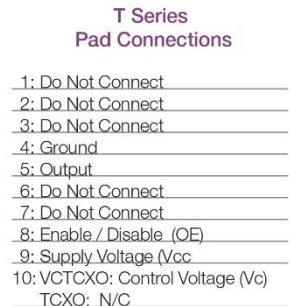 T Series
Pad Connections
1: Do Not Connect
2: Do Not Connect
3: Do Not Connect
4: Ground
5: Output
6: Do Not Connect
7: Do Not Connect
8: Enable / Disable (OE)
9: Supply Voltage (Vcc
10: VCTCXO: Control Voltage (Vc)
TCXO: N/C